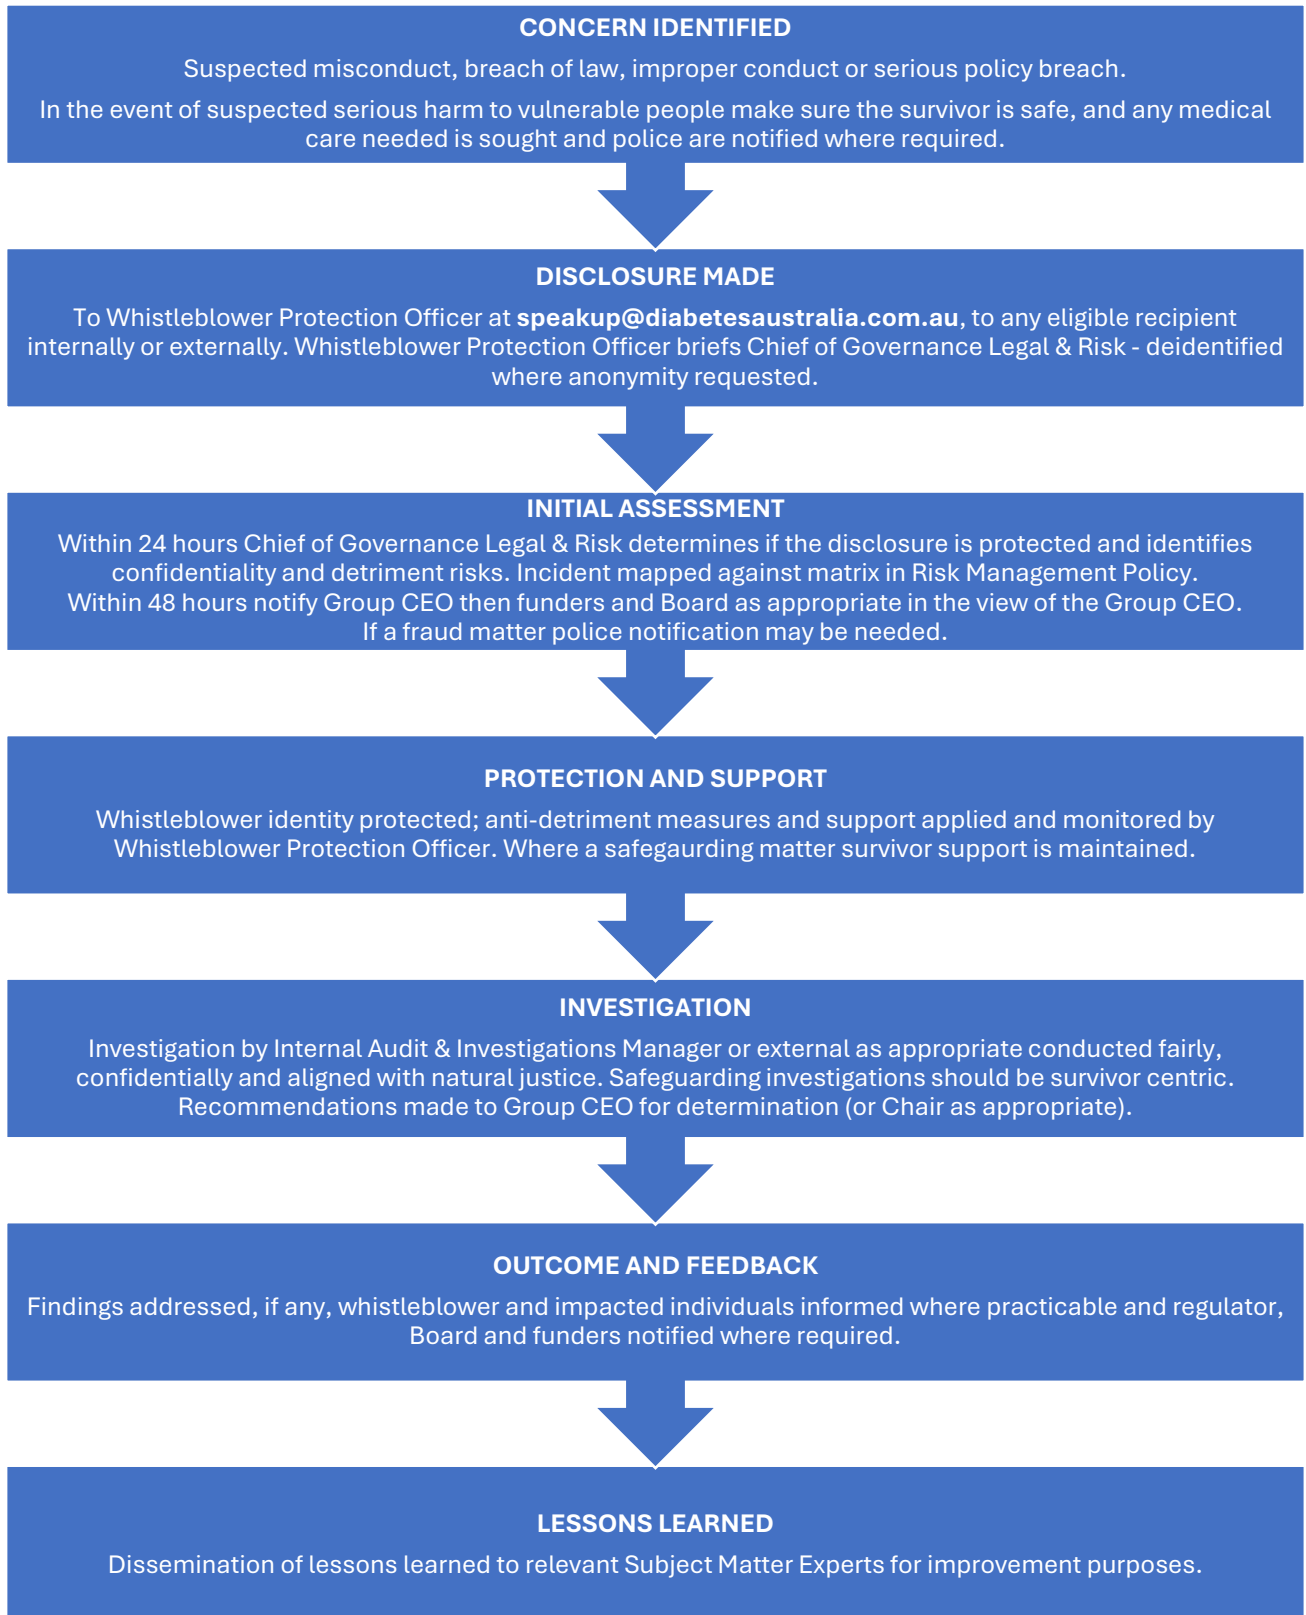 CONCERN IDENTIFIED
Suspected misconduct, breach of law, improper conduct or serious policy breach.
In the event of suspected serious harm to vulnerable people make sure the survivor is safe, and any medical
care needed is sought and police are notified where required.
DISCLOSURE MADE
To Whistleblower Protection Officer at speakup@diabetesaustralia.com.au, to any eligible recipient
internally or externally. Whistleblower Protection Officer briefs Chief of Governance Legal & Risk - deidentified
where anonymity requested.
INITIAL ASSESSMENT
Within 24 hours Chief of Governance Legal & Risk determines if the disclosure is protected and identifies
confidentiality and detriment risks. Incident mapped against matrix in Risk Management Policy.
Within 48 hours notify Group CEO then funders and Board as appropriate in the view of the Group CEO.
If a fraud matter police notification may be needed.
PROTECTION AND SUPPORT
Whistleblower identity protected; anti-detriment measures and support applied and monitored by
Whistleblower Protection Officer. Where a safegaurding matter survivor support is maintained.
INVESTIGATION
Investigation by Internal Audit & Investigations Manager or external as appropriate conducted fairly,
confidentially and aligned with natural justice. Safeguarding investigations should be survivor centric.
Recommendations made to Group CEO for determination (or Chair as appropriate).
OUTCOME AND FEEDBACK
Findings addressed, if any, whistleblower and impacted individuals informed where practicable and regulator,
Board and funders notified where required.
LESSONS LEARNED
Dissemination of lessons learned to relevant Subject Matter Experts for improvement purposes.